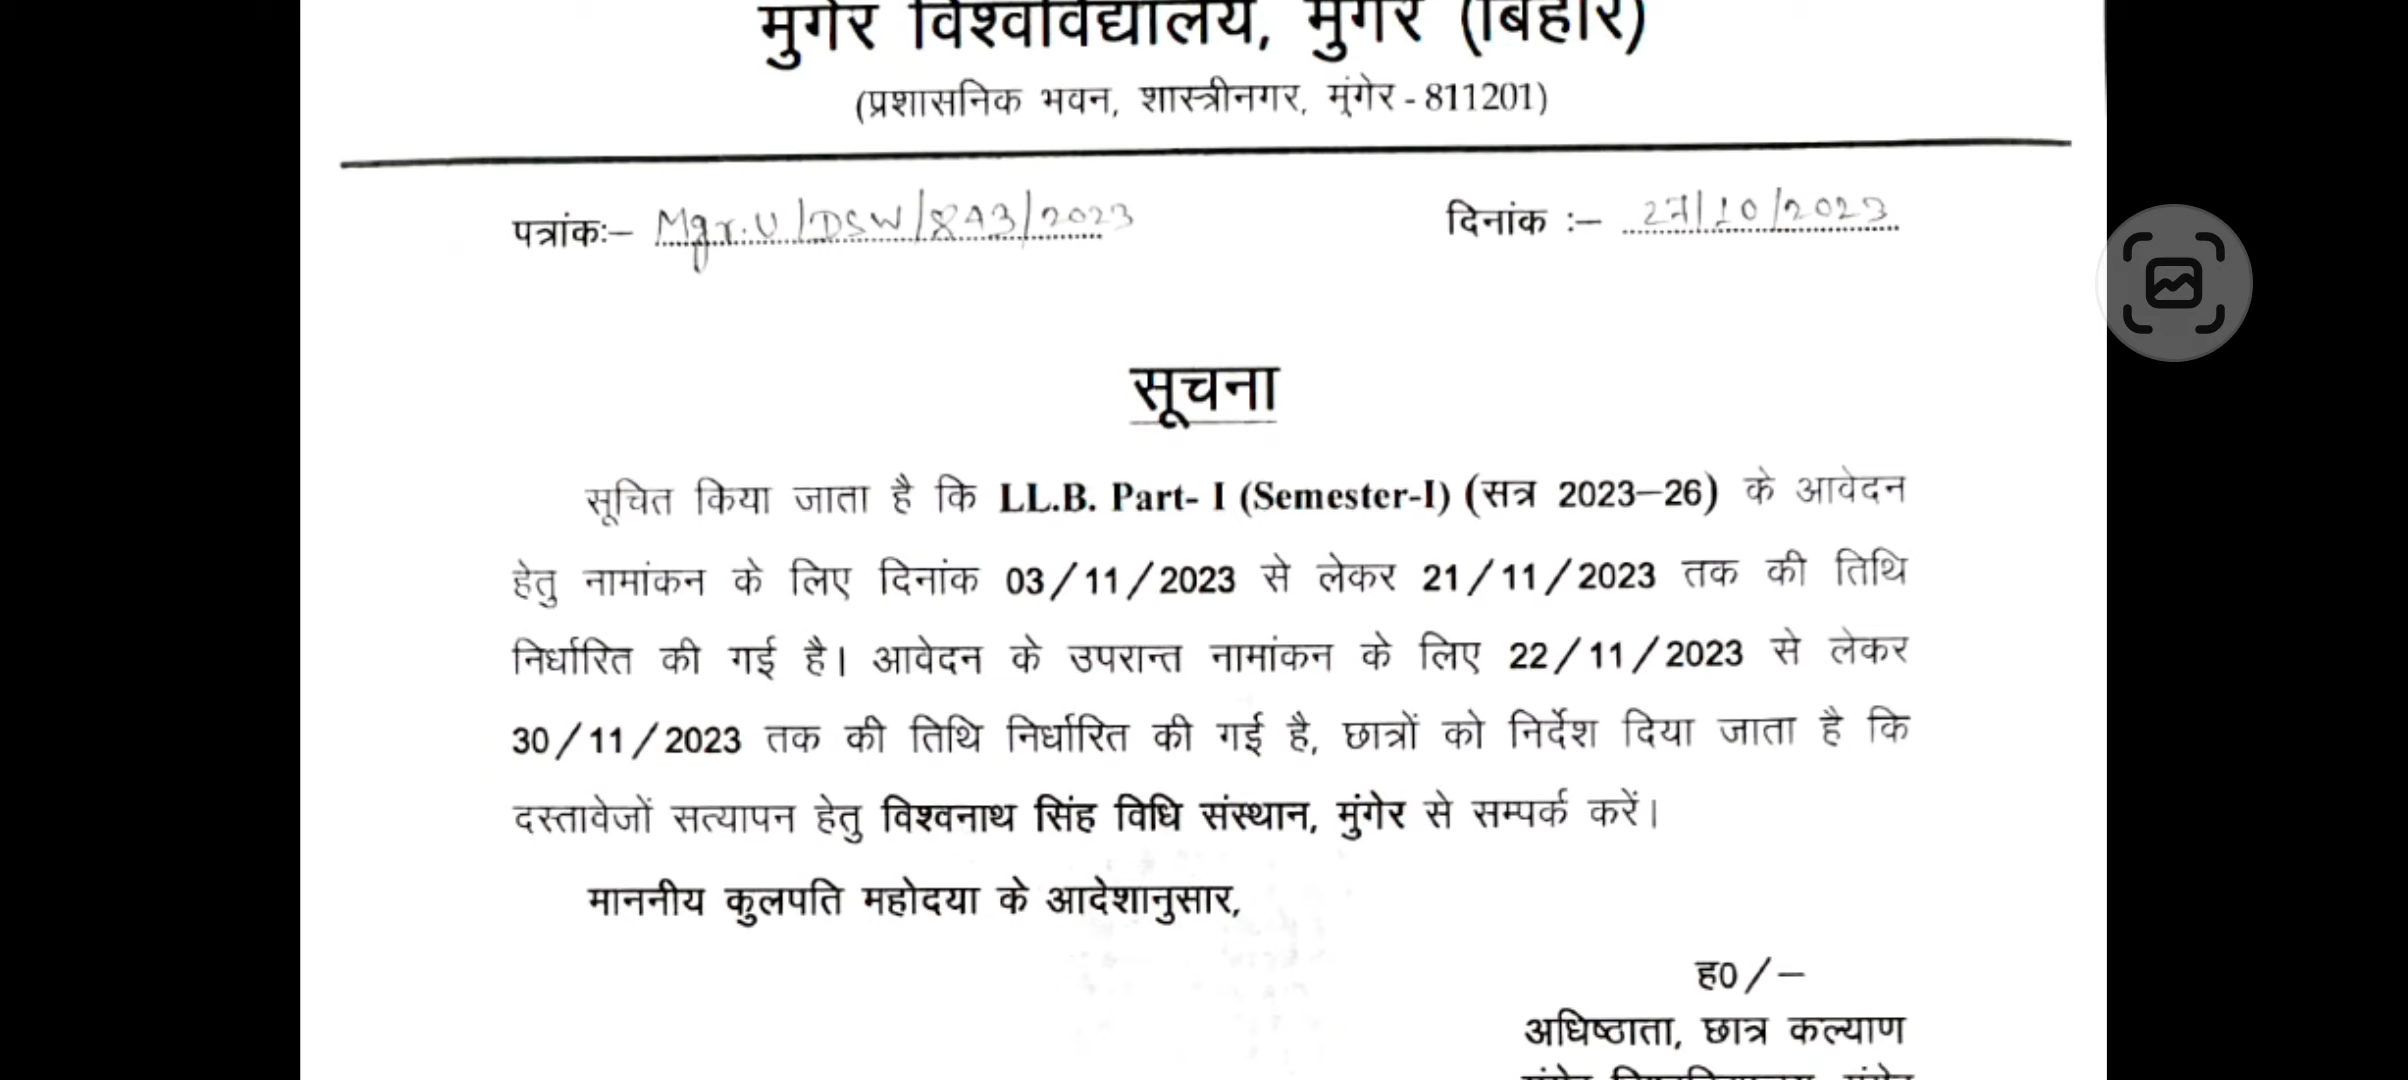 मुंगेर विश्वविद्यालय, मुंगेर (बिहार)
(प्रशासनिक भवन, शास्त्रीनगर, मुंगेर - 811201)
पत्रांकः– Mgr.U/DSW/843/2023 दिनांक :– 27/10/2023
सूचना
सूचित किया जाता है कि LL.B. Part- I (Semester-I) (सत्र 2023–26) के आवेदन
हेतु नामांकन के लिए दिनांक 03/11/2023 से लेकर 21/11/2023 तक की तिथि
निर्धारित की गई है। आवेदन के उपरान्त नामांकन के लिए 22/11/2023 से लेकर
30/11/2023 तक की तिथि निर्धारित की गई है, छात्रों को निर्देश दिया जाता है कि
दस्तावेजों सत्यापन हेतु विश्वनाथ सिंह विधि संस्थान, मुंगेर से सम्पर्क करें।
माननीय कुलपति महोदया के आदेशानुसार,
ह0/–
अधिष्ठाता, छात्र कल्याण
मुंगेर विश्वविद्यालय, मुंगेर